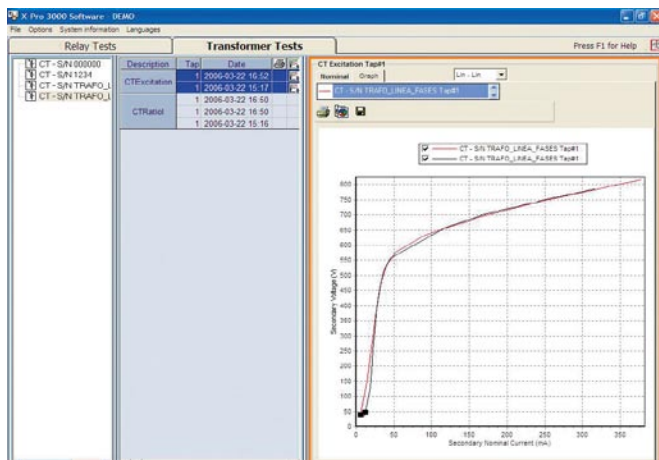 X Pro 3000 Software - DEMO
File Options System information Languages
Relay Tests
Transformer Tests
Press F1 for Help
CT - S/N 000000
CT - S/N 1234
CT - S/N TRAFO_L
CT - S/N TRAFO_L
Description Tap Date
CTExcitation 1 2006-03-22 16:52
1 2006-03-22 15:17
CTRatioI 1 2006-03-22 16:50
1 2006-03-22 16:50
1 2006-03-22 15:16
CT Excitation Tap#1
Nominal Graph Lin - Lin
CT - S/N TRAFO_LINEA_FASES Tap#1
CT - S/N TRAFO_LINEA_FASES Tap#1
CT - S/N TRAFO_LINEA_FASES Tap#1
Secondary Voltage (V)
800
750
700
650
600
550
500
450
400
350
300
250
200
150
100
50
0
0 50 100 150 200 250 300 350
Secondary Nominal Current (mA)